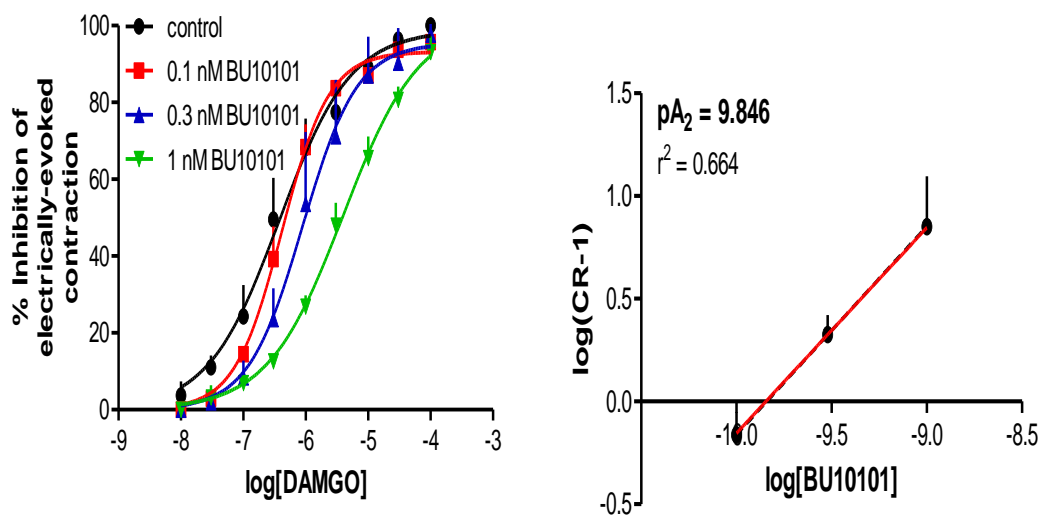 100
80
60
40
20
0
% Inhibition of
electrically-evoked
contraction
control
0.1 nM BU10101
0.3 nM BU10101
1 nM BU10101
-9 -8 -7 -6 -5 -4 -3
log[DAMGO]
1.5
1.0
0.5
0.0
-0.5
log(CR-1)
pA2 = 9.846
r2 = 0.664
-10.0 -9.5 -9.0 -8.5
log[BU10101]